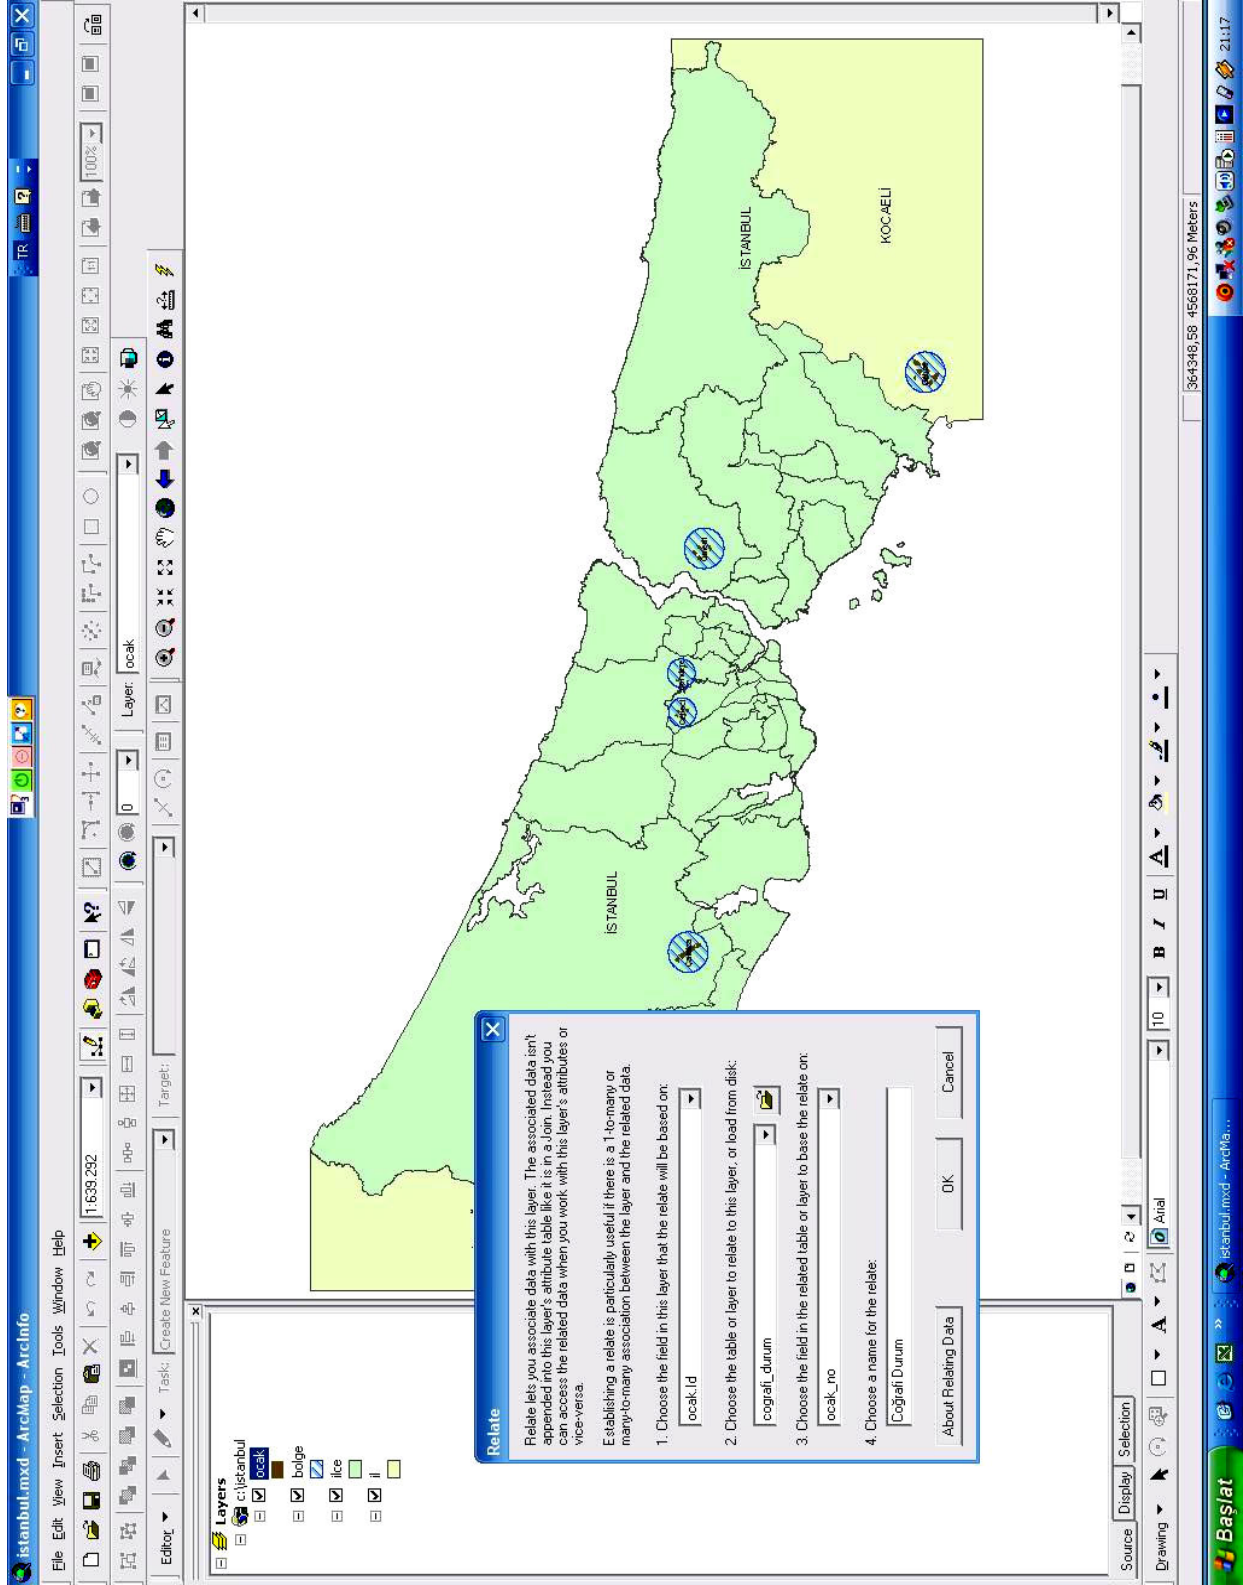 istanbul.mxd - ArcMap - ArcInfo
TR
File Edit View Insert Selection Tools Window Help
1:639.292
100%
Editor
Task: Create New Feature
Target:
0
Layer: ocak
Layers
c:\istanbul
ocak
bolge
ilce
il
İSTANBUL
İSTANBUL
KOCAELİ
Relate
Relate lets you associate data with this layer. The associated data isn't
appended into this layer's attribute table like it is in a Join. Instead you
can access the related data when you work with this layer's attributes or
vice-versa.
Establishing a relate is particularly useful if there is a 1-to-many or
many-to-many association between the layer and the related data.
1. Choose the field in this layer that the relate will be based on:
ocak.Id
2. Choose the table or layer to relate to this layer, or load from disk:
cografi_durum
3. Choose the field in the related table or layer to base the relate on:
ocak_no
4. Choose a name for the relate:
Coğrafi Durum
About Relating Data
OK
Cancel
Source Display Selection
Drawing
A
Arial
10
B I U
A
364348,58 4568171,96 Meters
Başlat
istanbul.mxd - ArcMa...
21:17